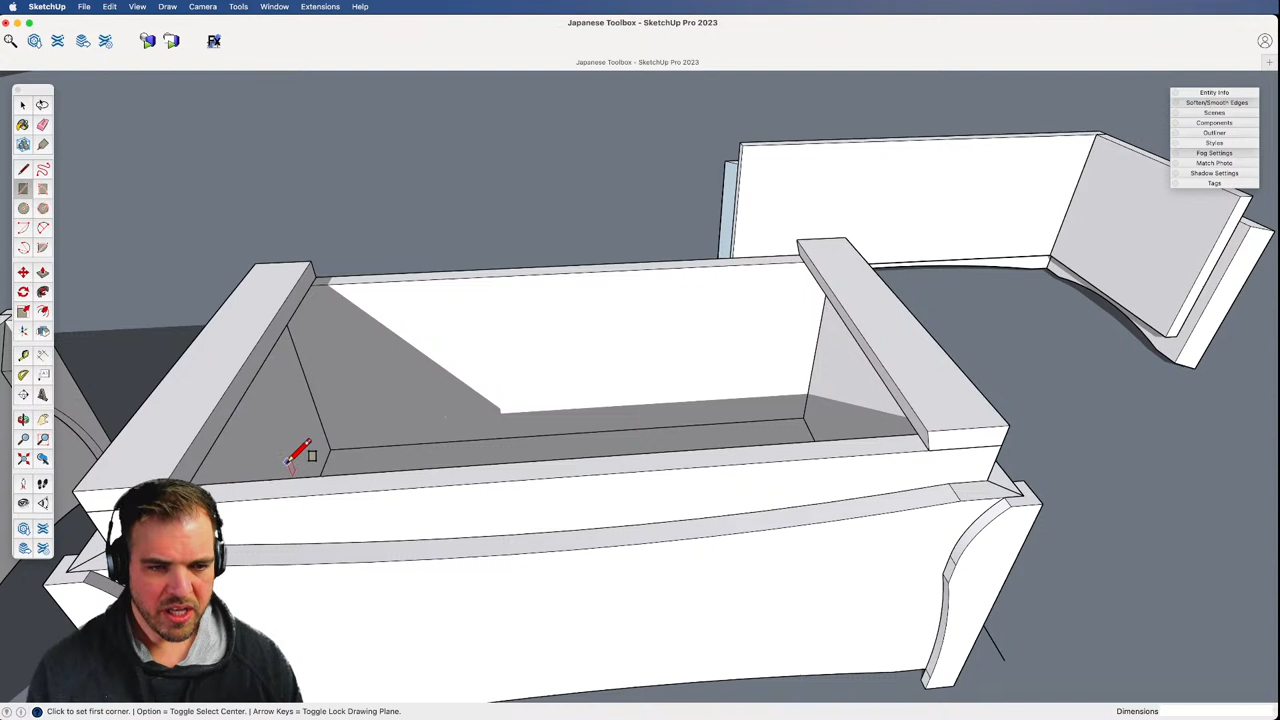 SketchUp File Edit View Draw Camera Tools Window Extensions Help
Japanese Toolbox - SketchUp Pro 2023
Japanese Toolbox - SketchUp Pro 2023
Entity Info
Soften/Smooth Edges
Scenes
Components
Outliner
Styles
Fog Settings
Match Photo
Shadow Settings
Tags
Click to set first corner. | Option = Toggle Select Center. | Arrow Keys = Toggle Lock Drawing Plane.
Dimensions